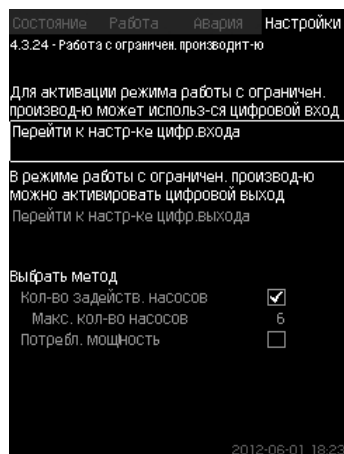 Состояние Работа Авария Настройки
4.3.24 - Работа с ограничен. производит-ю
Для активации режима работы с ограничен.
производ-ю может использ-ся цифровой вход
Перейти к настр-ке цифр.входа
В режиме работы с огранич. производ-ю
можно активировать цифровой выход
Перейти к настр-ке цифр.выхода
Выбрать метод
Кол-во задейств. насосов
Макс. кол-во насосов 6
Потребл. мощность
2012-06-01 18:23